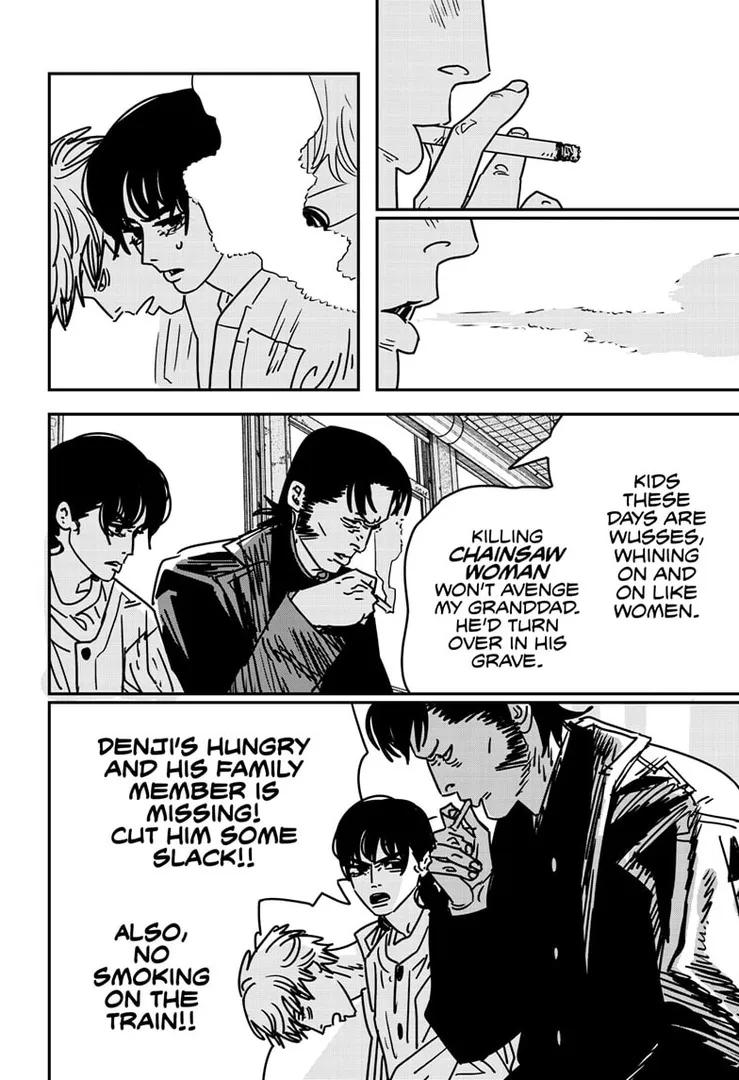 KIDS
THESE
DAYS ARE
WUSSES,
WHINING
ON AND
ON LIKE
WOMEN.
KILLING
CHAINSAW
WOMAN
WON'T AVENGE
MY GRANDDAD.
HE'D TURN
OVER IN HIS
GRAVE.
DENJI'S HUNGRY
AND HIS FAMILY
MEMBER IS
MISSING!
CUT HIM SOME
SLACK!!
ALSO,
NO
SMOKING
ON THE
TRAIN!!